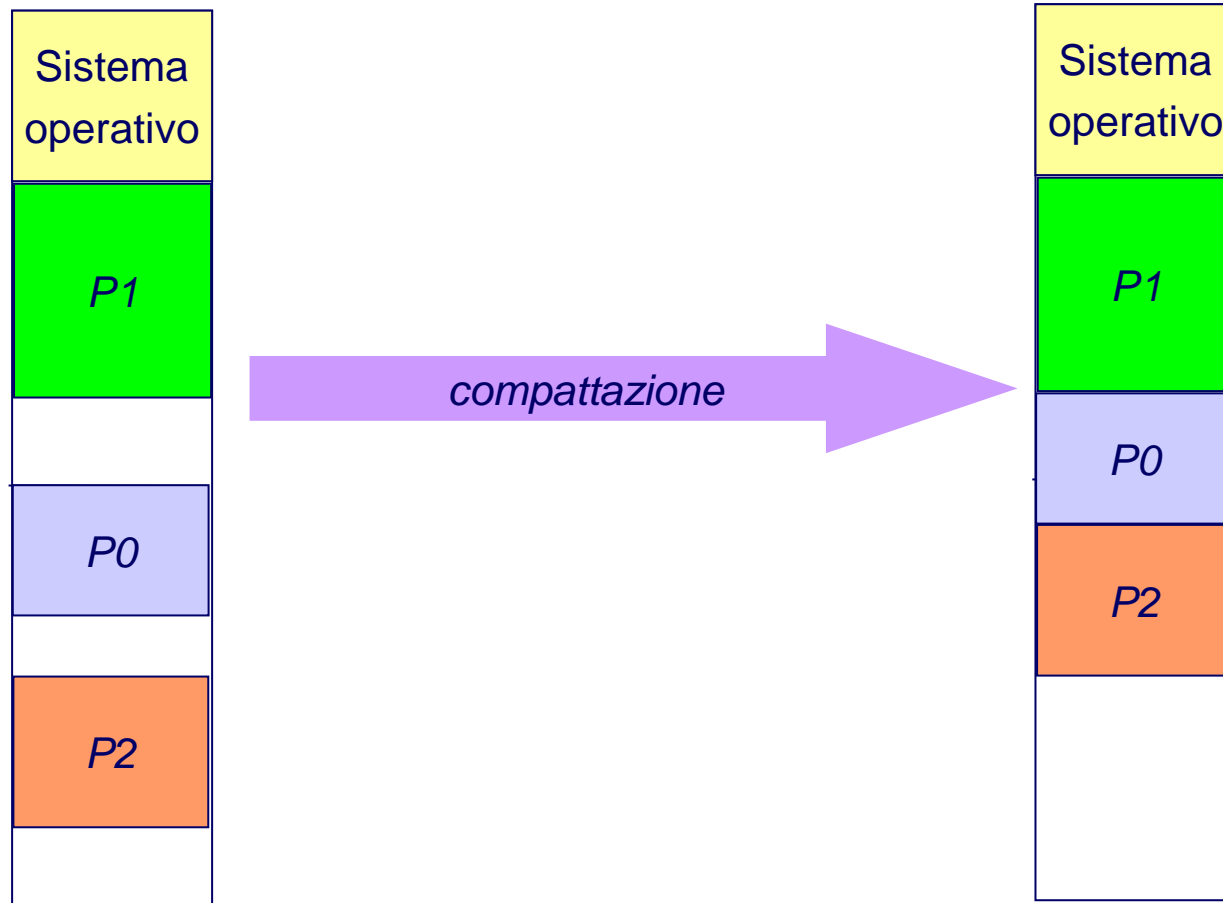 Sistema
operativo
P1
P0
P2
compattazione
Sistema
operativo
P1
P0
P2